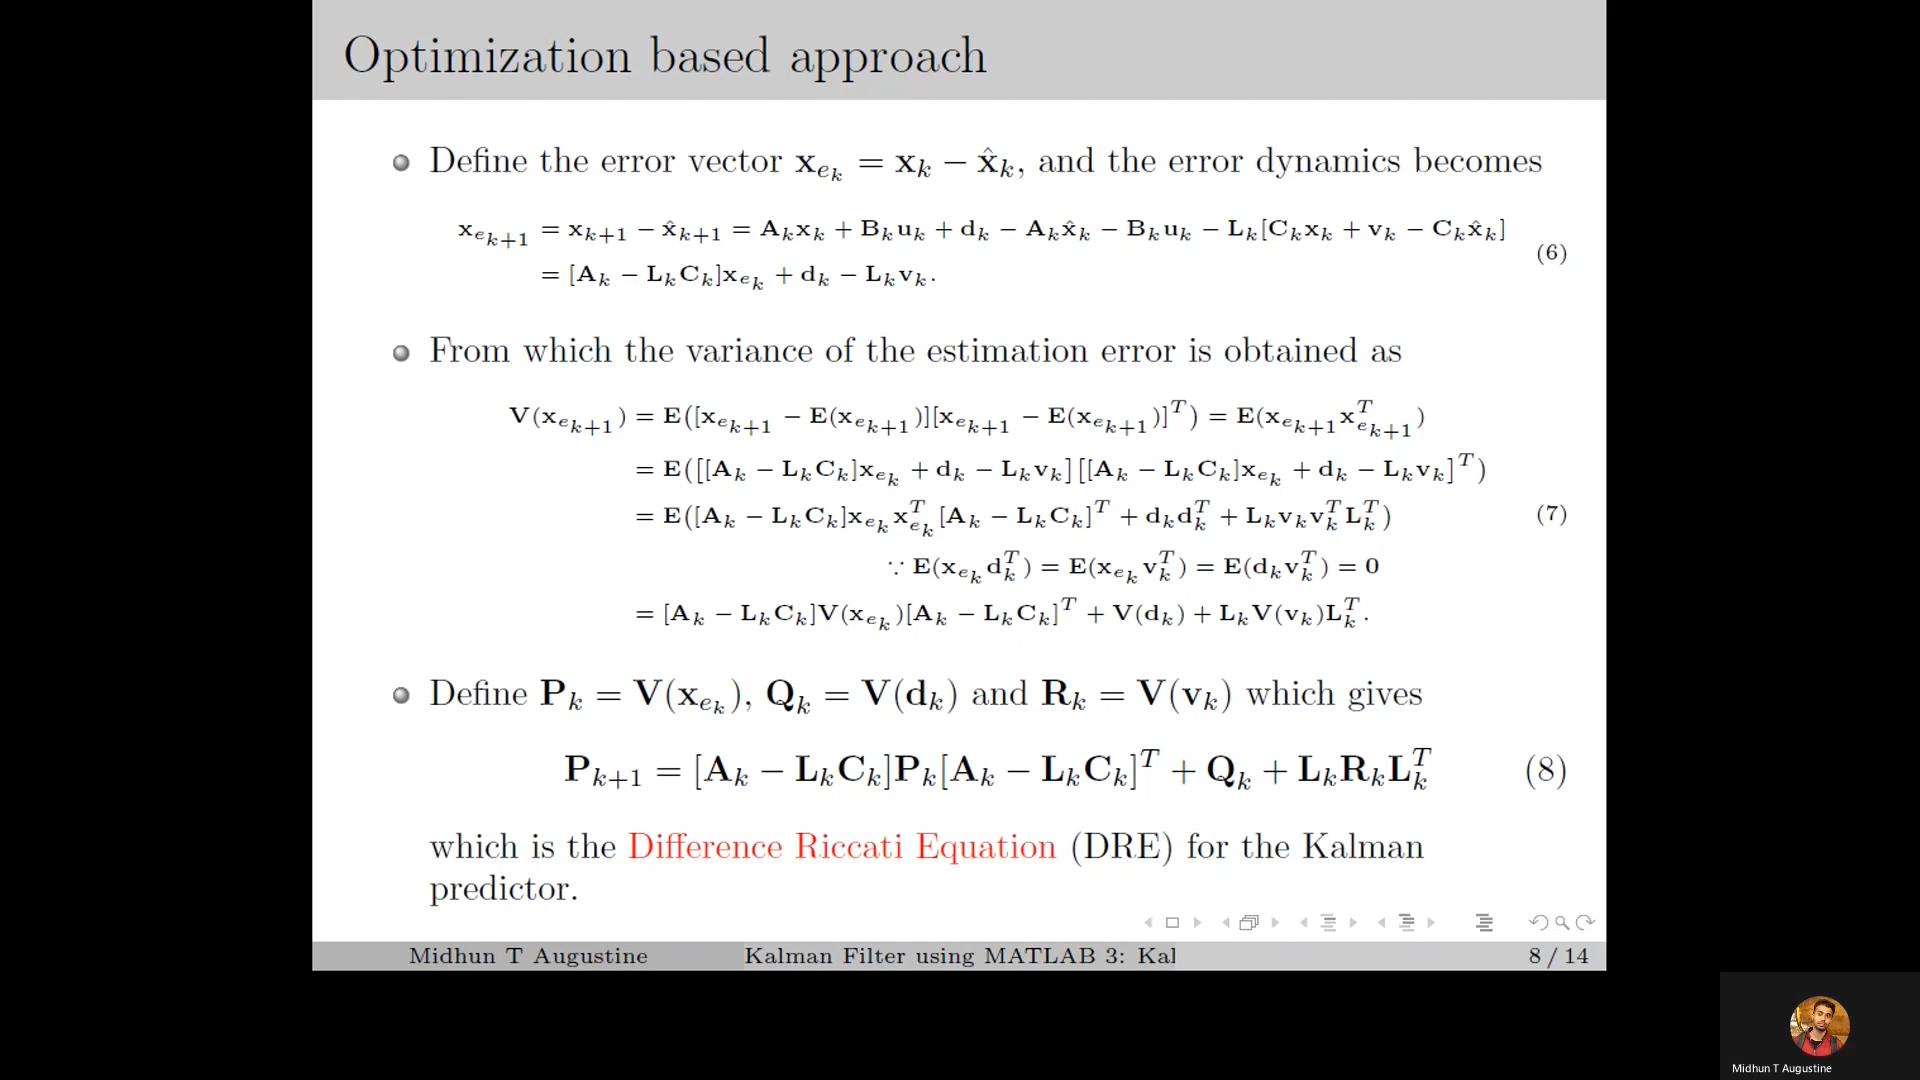 Optimization based approach
Define the error vector x_{e_k} = x_k − x̂_k, and the error dynamics becomes
x_{e_{k+1}} = x_{k+1} − x̂_{k+1} = A_k x_k + B_k u_k + d_k − A_k x̂_k − B_k u_k − L_k[C_k x_k + v_k − C_k x̂_k]
= [A_k − L_k C_k]x_{e_k} + d_k − L_k v_k. (6)
From which the variance of the estimation error is obtained as
V(x_{e_{k+1}}) = E([x_{e_{k+1}} − E(x_{e_{k+1}})][x_{e_{k+1}} − E(x_{e_{k+1}})]^T) = E(x_{e_{k+1}} x_{e_{k+1}}^T)
= E([[A_k − L_k C_k]x_{e_k} + d_k − L_k v_k][[A_k − L_k C_k]x_{e_k} + d_k − L_k v_k]^T)
= E([A_k − L_k C_k]x_{e_k} x_{e_k}^T [A_k − L_k C_k]^T + d_k d_k^T + L_k v_k v_k^T L_k^T) (7)
∵ E(x_{e_k} d_k^T) = E(x_{e_k} v_k^T) = E(d_k v_k^T) = 0
= [A_k − L_k C_k]V(x_{e_k})[A_k − L_k C_k]^T + V(d_k) + L_k V(v_k)L_k^T.
Define P_k = V(x_{e_k}), Q_k = V(d_k) and R_k = V(v_k) which gives
P_{k+1} = [A_k − L_k C_k]P_k[A_k − L_k C_k]^T + Q_k + L_k R_k L_k^T (8)
which is the Difference Riccati Equation (DRE) for the Kalman
predictor.
Midhun T Augustine Kalman Filter using MATLAB 3: Kal 8 / 14
Midhun T Augustine